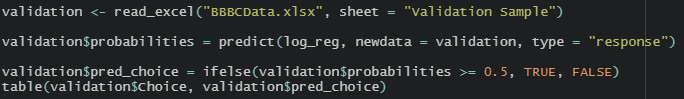 validation <- read_excel("BBBCData.xlsx", sheet = "Validation Sample")
validation$probabilities = predict(log_reg, newdata = validation, type = "response")
validation$pred_choice = ifelse(validation$probabilities >= 0.5, TRUE, FALSE)
table(validation$Choice, validation$pred_choice)